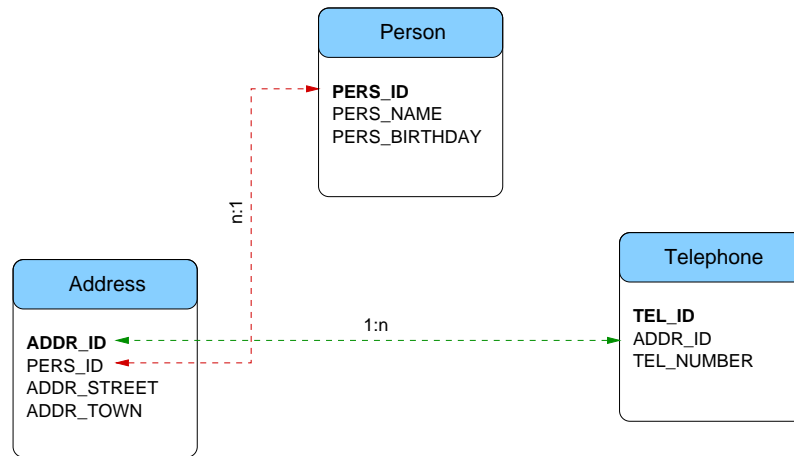 Person
PERS_ID
PERS_NAME
PERS_BIRTHDAY
n:1
Address
ADDR_ID
PERS_ID
ADDR_STREET
ADDR_TOWN
1:n
Telephone
TEL_ID
ADDR_ID
TEL_NUMBER